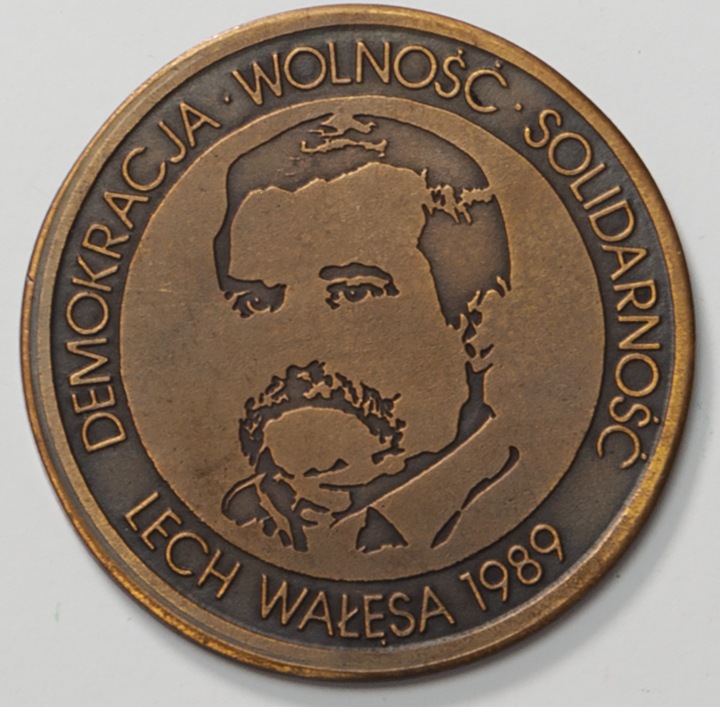 DEMOKRACJA · WOLNOŚĆ · SOLIDARNOŚĆ
LECH WAŁĘSA 1989